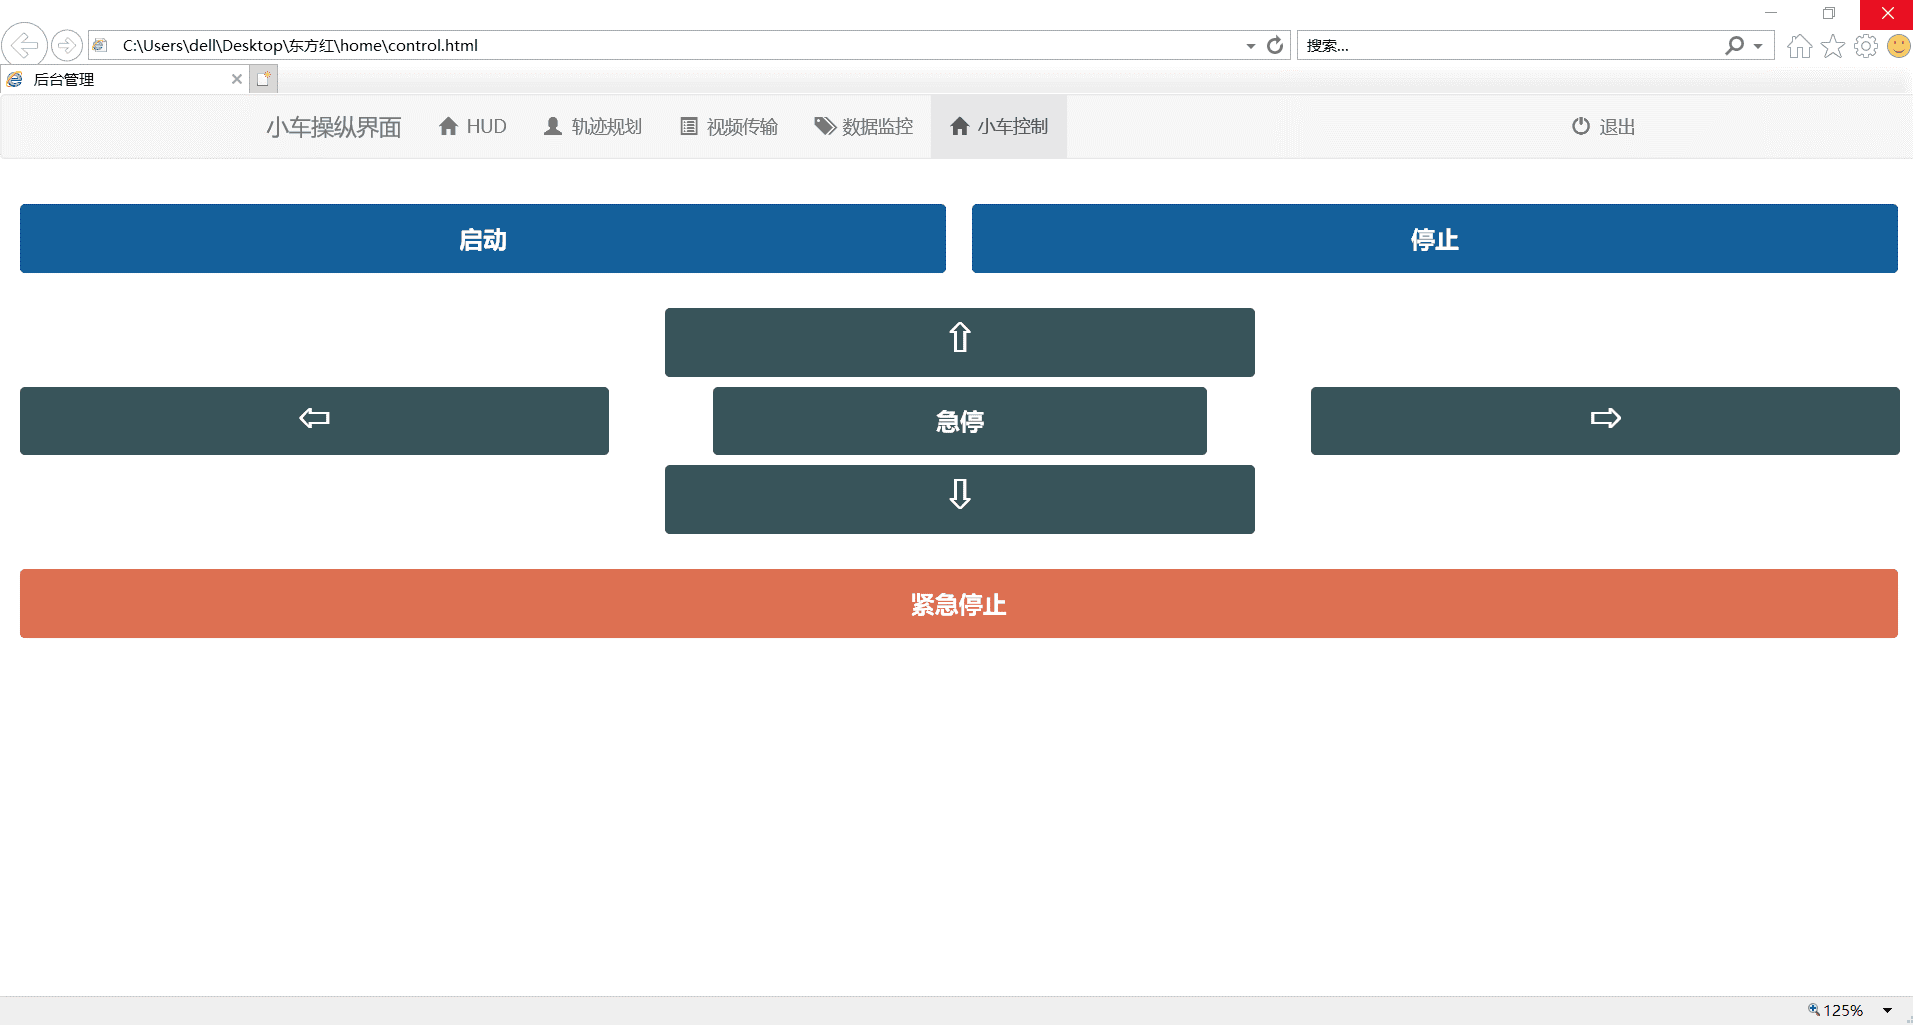 C:\Users\dell\Desktop\东方红\home\control.html
搜索...
后台管理
小车操纵界面 HUD 轨迹规划 视频传输 数据监控 小车控制 退出
启动 停止
⇧
⇦ 急停 ⇨
⇩
紧急停止
125%